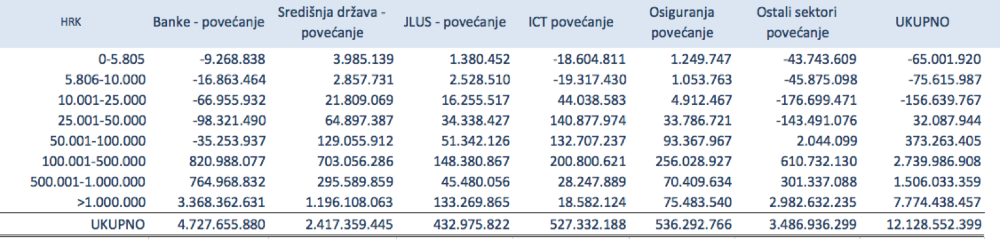 HRK Banke - povećanje Središnja država - povećanje JLUS - povećanje ICT povećanje Osiguranja povećanje Ostali sektori povećanje UKUPNO
0-5.805 -9.268.838 3.985.139 1.380.452 -18.604.811 1.249.747 -43.743.609 -65.001.920
5.806-10.000 -16.863.464 2.857.731 2.528.510 -19.317.430 1.053.763 -45.875.098 -75.615.987
10.001-25.000 -66.955.932 21.809.069 16.255.517 44.038.583 4.912.467 -176.699.471 -156.639.767
25.001-50.000 -98.321.490 64.897.387 34.338.427 140.877.974 33.786.721 -143.491.076 32.087.944
50.001-100.000 -35.253.937 129.055.912 51.342.126 132.707.237 93.367.967 2.044.099 373.263.405
100.001-500.000 820.988.077 703.056.286 148.380.867 200.800.621 256.028.927 610.732.130 2.739.986.908
500.001-1.000.000 764.968.832 295.589.859 45.480.056 28.247.889 70.409.634 301.337.088 1.506.033.359
>1.000.000 3.368.362.631 1.196.108.063 133.269.865 18.582.124 75.483.540 2.982.632.235 7.774.438.457
UKUPNO 4.727.655.880 2.417.359.445 432.975.822 527.332.188 536.292.766 3.486.936.299 12.128.552.399